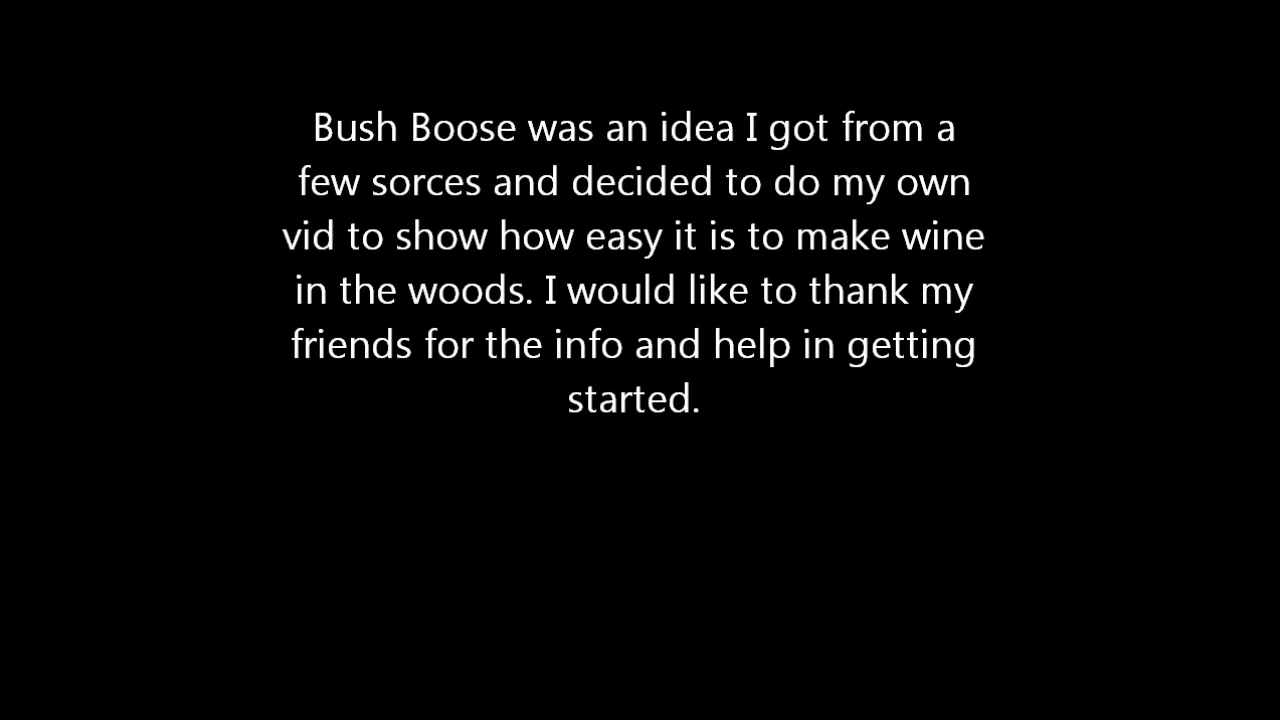 Bush Boose was an idea I got from a
few sorces and decided to do my own
vid to show how easy it is to make wine
in the woods. I would like to thank my
friends for the info and help in getting
started.